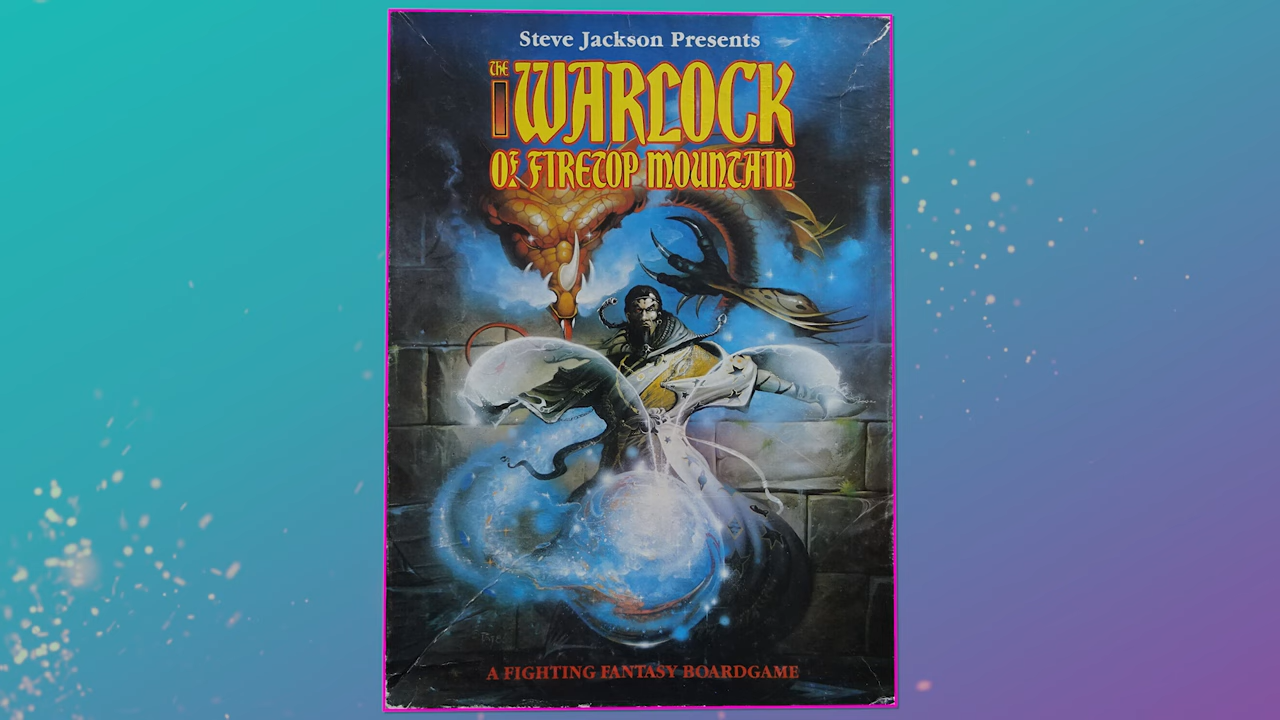 Steve Jackson Presents
THE
WARLOCK
OF FIRETOP MOUNTAIN
A FIGHTING FANTASY BOARDGAME